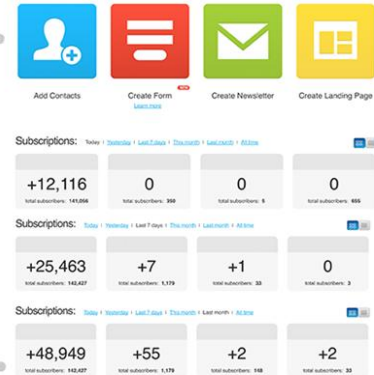 Add Contacts
Create Form
Create Newsletter
Create Landing Page
Learn more
Subscriptions: Today | Yesterday | Last 7 days | This month | Last month | All time
+12,116
0
0
0
total subscribers: 141,056
total subscribers: 350
total subscribers: 5
total subscribers: 655
Subscriptions: Today | Yesterday | Last 7 days | This month | Last month | All time
+25,463
+7
+1
0
total subscribers: 142,427
total subscribers: 1,179
total subscribers: 33
total subscribers: 3
Subscriptions: Today | Yesterday | Last 7 days | This month | Last month | All time
+48,949
+55
+2
+2
total subscribers: 142,427
total subscribers: 1,179
total subscribers: 148
total subscribers: 33